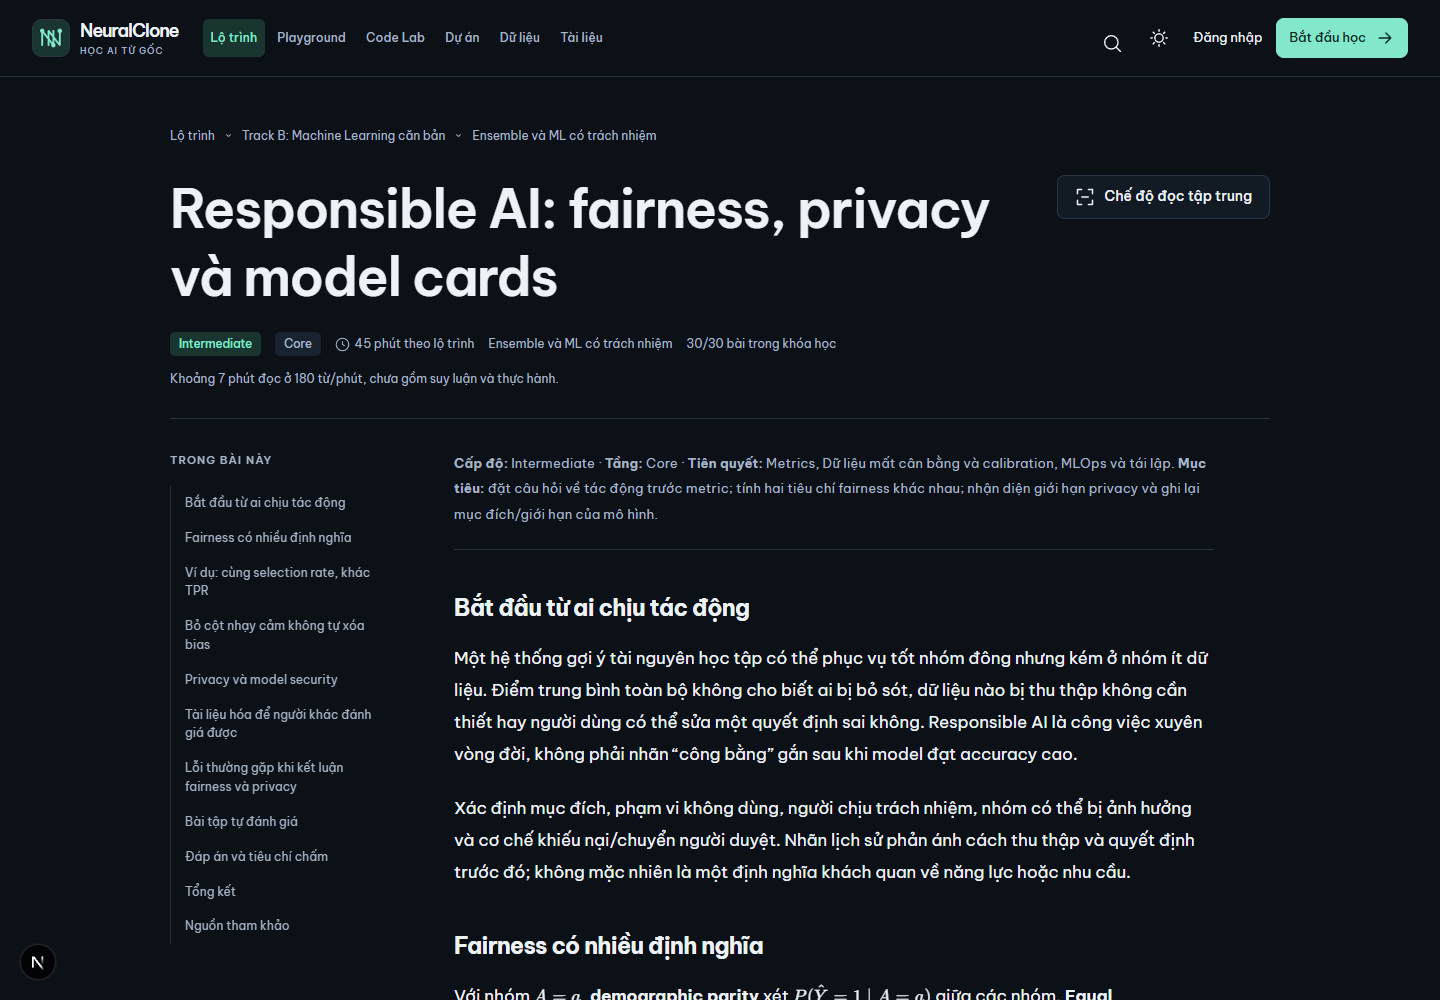 NeuralClone
HỌC AI TỪ GỐC
Lộ trình
Playground
Code Lab
Dự án
Dữ liệu
Tài liệu
Đăng nhập
Bắt đầu học
Lộ trình
Track B: Machine Learning căn bản
Ensemble và ML có trách nhiệm
Responsible AI: fairness, privacy
và model cards
Chế độ đọc tập trung
Intermediate
Core
45 phút theo lộ trình
Ensemble và ML có trách nhiệm
30/30 bài trong khóa học
Khoảng 7 phút đọc ở 180 từ/phút, chưa gồm suy luận và thực hành.
TRONG BÀI NÀY
Bắt đầu từ ai chịu tác động
Fairness có nhiều định nghĩa
Ví dụ: cùng selection rate, khác
TPR
Bỏ cột nhạy cảm không tự xóa
bias
Privacy và model security
Tài liệu hóa để người khác đánh
giá được
Lỗi thường gặp khi kết luận
fairness và privacy
Bài tập tự đánh giá
Đáp án và tiêu chí chấm
Tổng kết
Nguồn tham khảo
Cấp độ: Intermediate · Tầng: Core · Tiên quyết: Metrics, Dữ liệu mất cân bằng và calibration, MLOps và tái lập. Mục
tiêu: đặt câu hỏi về tác động trước metric; tính hai tiêu chí fairness khác nhau; nhận diện giới hạn privacy và ghi lại
mục đích/giới hạn của mô hình.
Bắt đầu từ ai chịu tác động
Một hệ thống gợi ý tài nguyên học tập có thể phục vụ tốt nhóm đông nhưng kém ở nhóm ít dữ
liệu. Điểm trung bình toàn bộ không cho biết ai bị bỏ sót, dữ liệu nào bị thu thập không cần
thiết hay người dùng có thể sửa một quyết định sai không. Responsible AI là công việc xuyên
vòng đời, không phải nhãn “công bằng” gắn sau khi model đạt accuracy cao.
Xác định mục đích, phạm vi không dùng, người chịu trách nhiệm, nhóm có thể bị ảnh hưởng
và cơ chế khiếu nại/chuyển người duyệt. Nhãn lịch sử phản ánh cách thu thập và quyết định
trước đó; không mặc nhiên là một định nghĩa khách quan về năng lực hoặc nhu cầu.
Fairness có nhiều định nghĩa
Với nhóm A = a, demographic parity xét P(Ŷ = 1 | A = a) giữa các nhóm. Equal